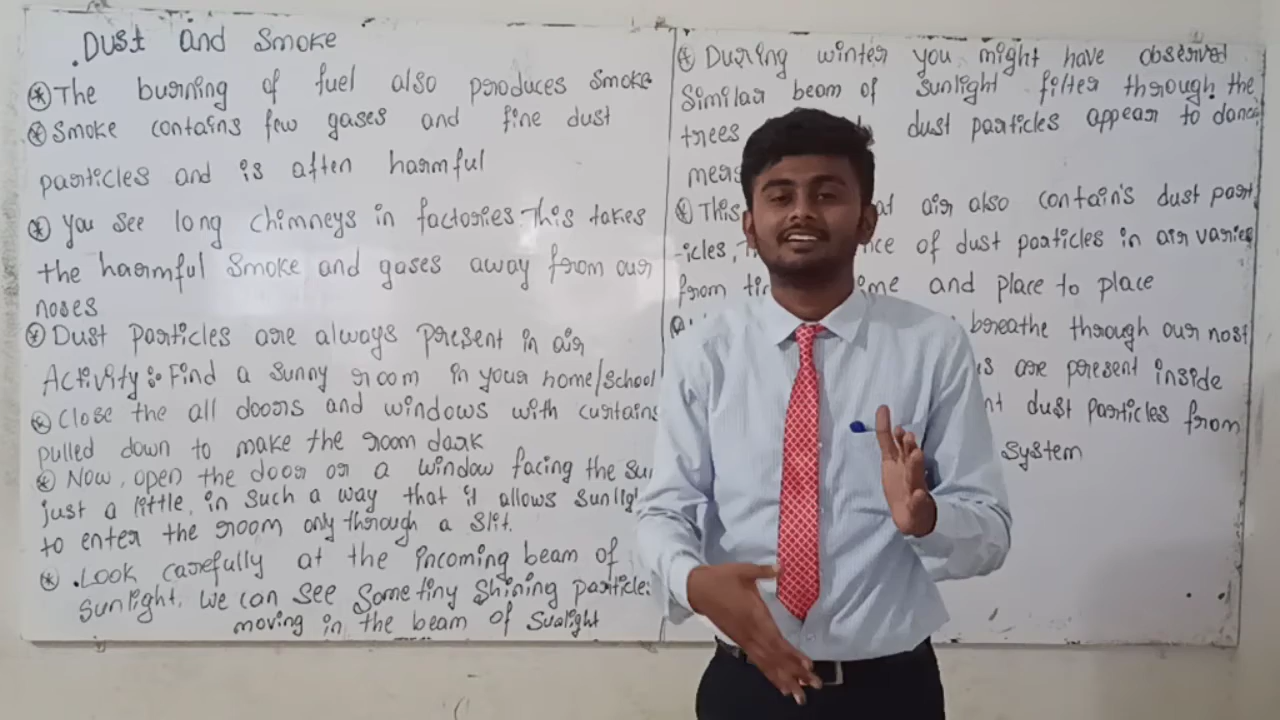 .Dust and Smoke
* The burning of fuel also produces smoke
* Smoke contains few gases and fine dust
particles and is often harmful
* You see long chimneys in factories. This takes
the harmful smoke and gases away from our
noses
* Dust particles are always present in air
Activity:- Find a sunny room in your home/school
* Close the all doors and windows with curtains
pulled down to make the room dark
* Now, open the door or a window facing the sun
just a little, in such a way that it allows sunlig
to enter the room only through a slit.
* .Look carefully at the incoming beam of
sunlight. We can see some tiny shining particles
moving in the beam of
* During winter you might have observed
similar beam of sunlight filter through the
trees dust particles appear to dance
* This air also contain's dust part
-icles, of dust particles in air varies
from and place to place
breathe through our nost
are present inside
dust particles from
system